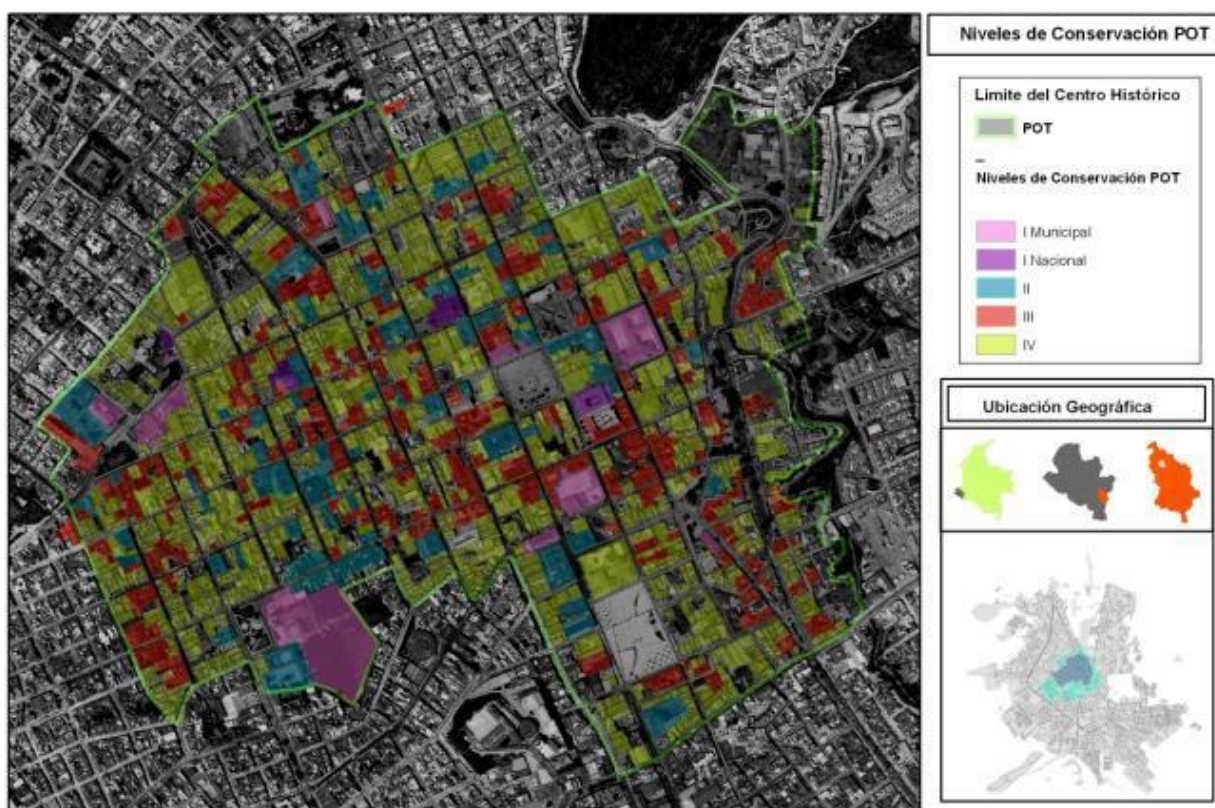 Niveles de Conservación POT
Limite del Centro Histórico
POT
Niveles de Conservación POT
I Municipal
I Nacional
II
III
IV
Ubicación Geográfica